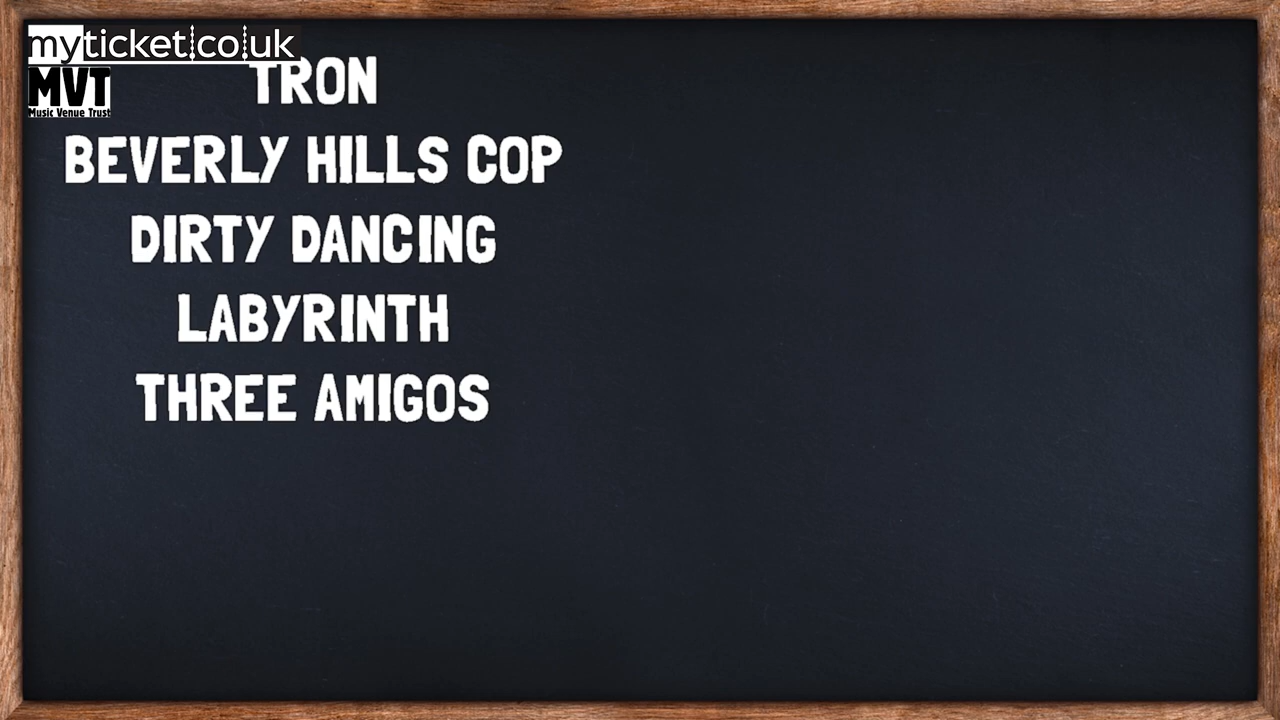 myticket.co.uk
MVT
Music Venue Trust
TRON
BEVERLY HILLS COP
DIRTY DANCING
LABYRINTH
THREE AMIGOS